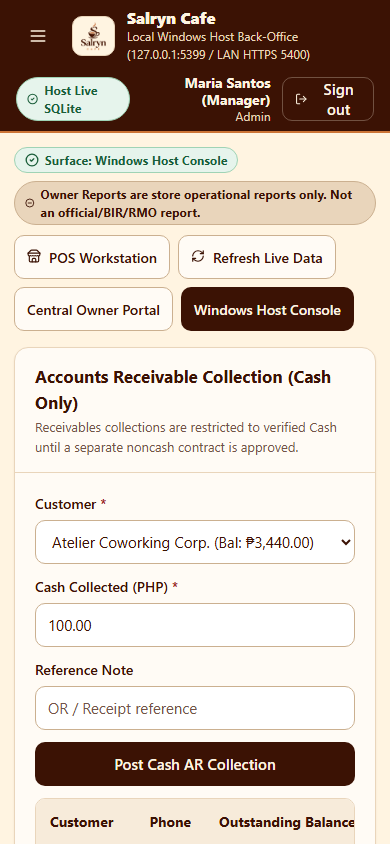 Salryn Cafe
Local Windows Host Back-Office
(127.0.0.1:5399 / LAN HTTPS 5400)
Salryn
Host Live
SQLite
Maria Santos
(Manager)
Admin
Sign
out
Surface: Windows Host Console
Owner Reports are store operational reports only. Not
an official/BIR/RMO report.
POS Workstation
Refresh Live Data
Central Owner Portal
Windows Host Console
Accounts Receivable Collection (Cash
Only)
Receivables collections are restricted to verified Cash
until a separate noncash contract is approved.
Customer *
Atelier Coworking Corp. (Bal: ₱3,440.00)
Cash Collected (PHP) *
100.00
Reference Note
OR / Receipt reference
Post Cash AR Collection
Customer Phone Outstanding Balance